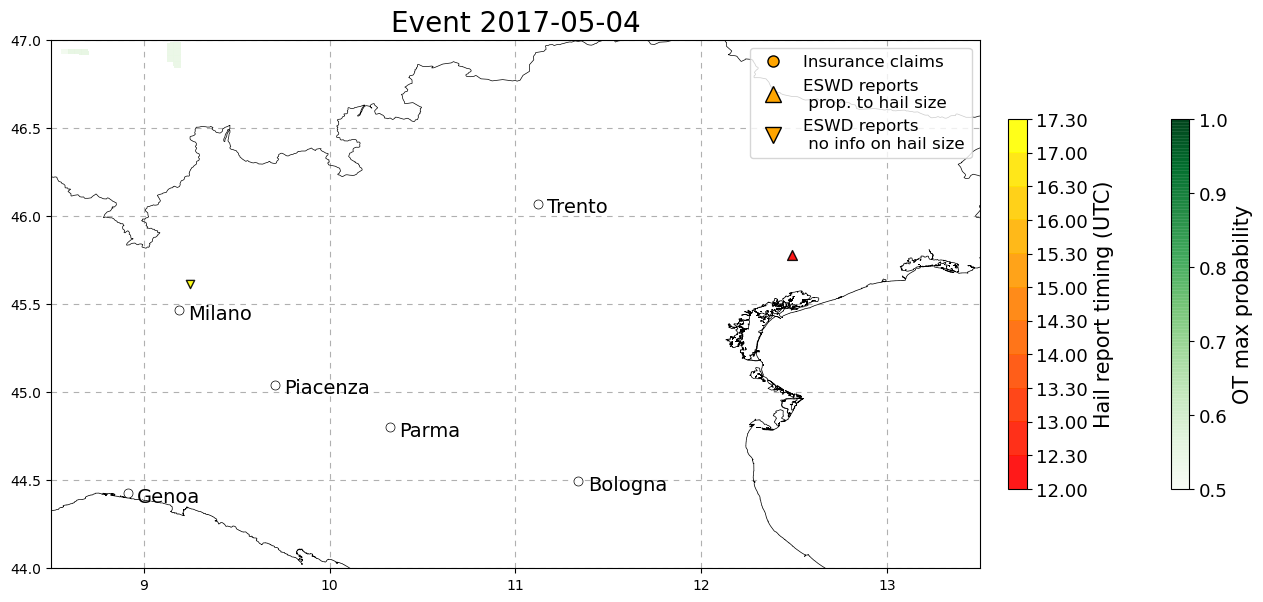 Event 2017-05-04
47.0
46.5
46.0
45.5
45.0
44.5
44.0
9
10
11
12
13
Insurance claims
ESWD reports
prop. to hail size
ESWD reports
no info on hail size
Trento
Milano
Piacenza
Parma
Bologna
Genoa
17.30
17.00
16.30
16.00
15.30
15.00
14.30
14.00
13.30
13.00
12.30
12.00
Hail report timing (UTC)
1.0
0.9
0.8
0.7
0.6
0.5
OT max probability